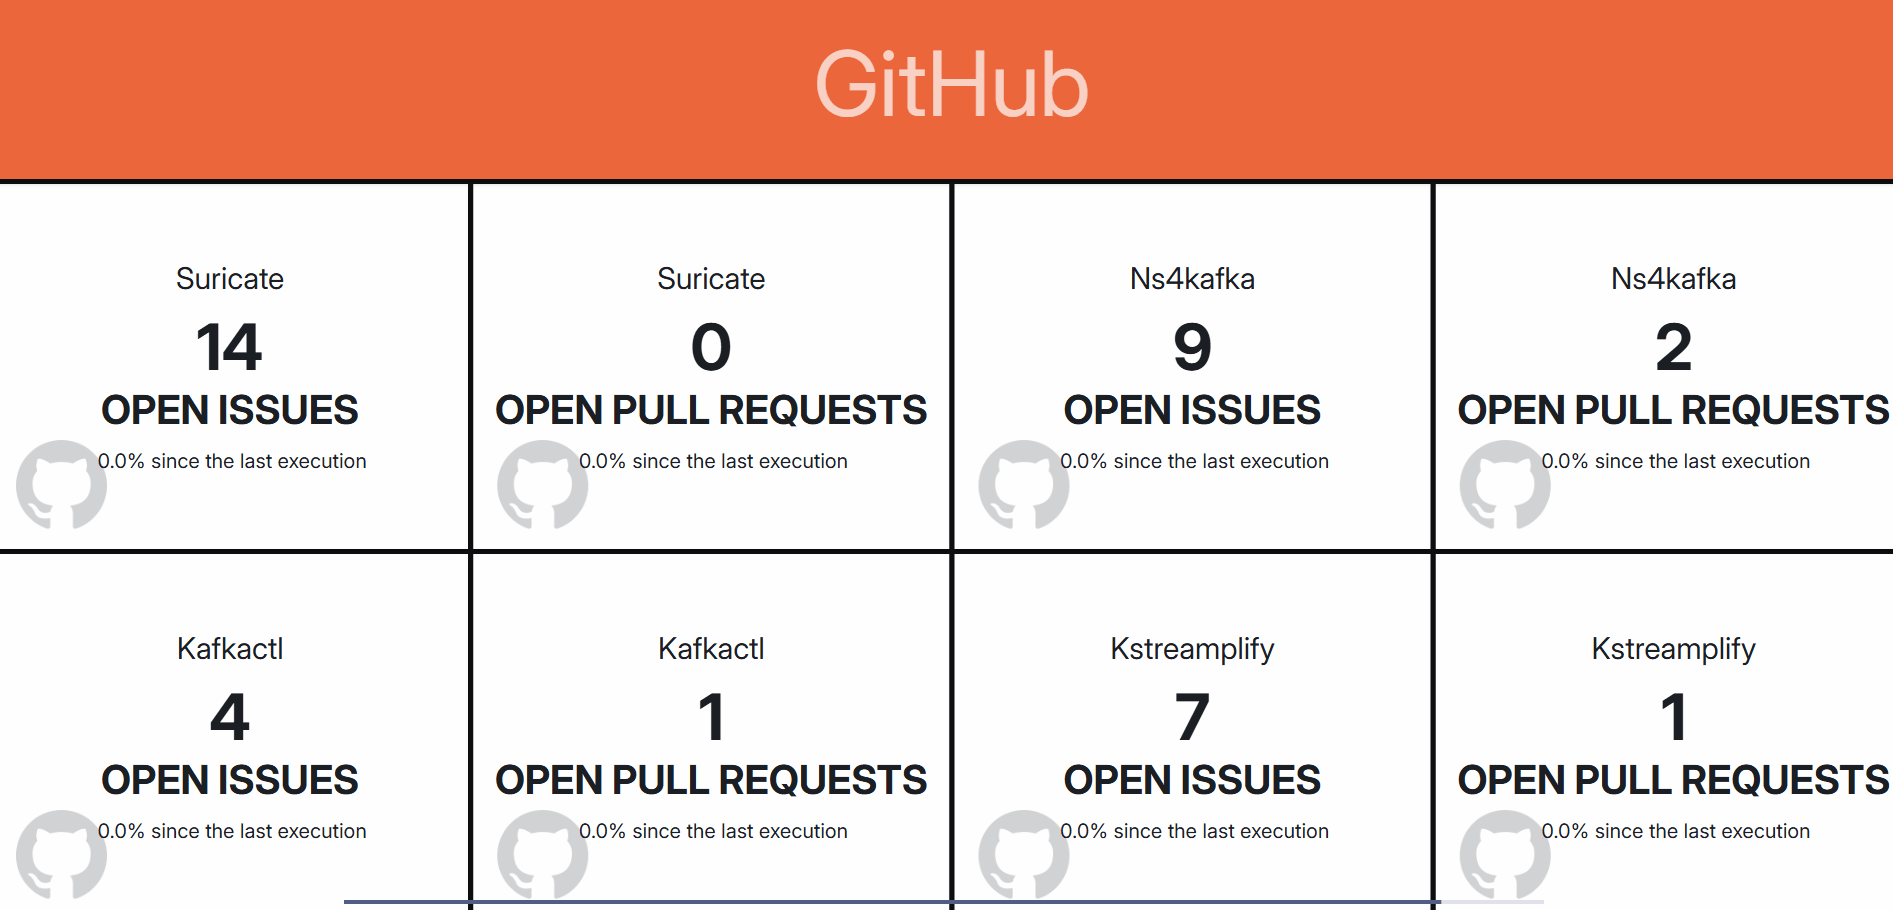 GitHub
Suricate
14
OPEN ISSUES
0.0% since the last execution
Suricate
0
OPEN PULL REQUESTS
0.0% since the last execution
Ns4kafka
9
OPEN ISSUES
0.0% since the last execution
Ns4kafka
2
OPEN PULL REQUESTS
0.0% since the last execution
Kafkactl
4
OPEN ISSUES
0.0% since the last execution
Kafkactl
1
OPEN PULL REQUESTS
0.0% since the last execution
Kstreamplify
7
OPEN ISSUES
0.0% since the last execution
Kstreamplify
1
OPEN PULL REQUESTS
0.0% since the last execution